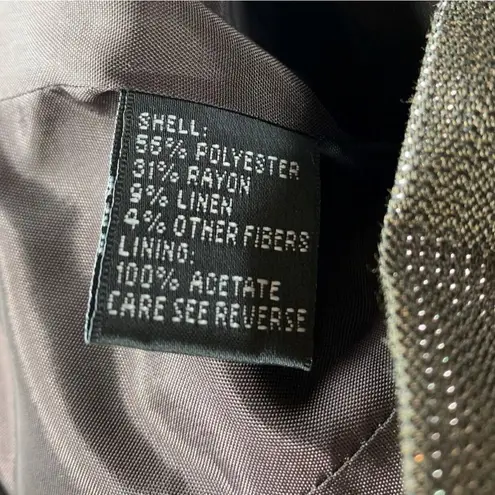 SHELL:
56% POLYESTER
31% RAYON
9% LINEN
4% OTHER FIBERS
LINING:
100% ACETATE
CARE SEE REVERSE